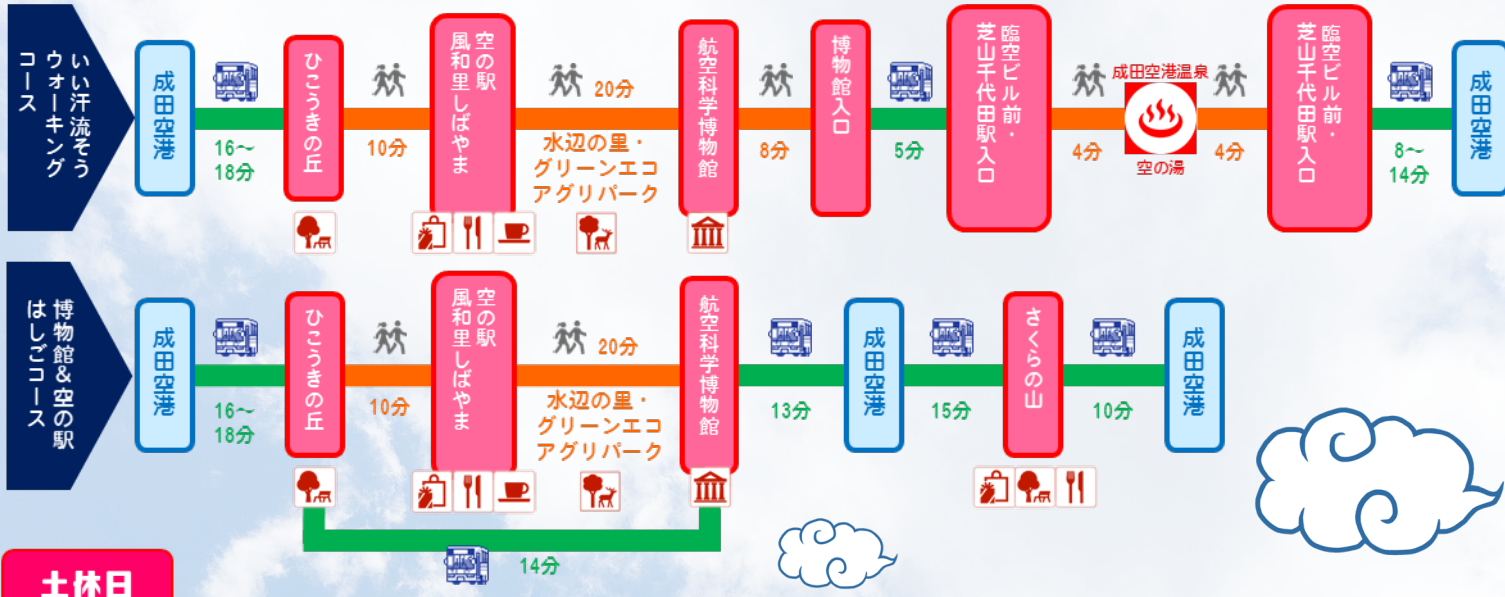 いい汗流そう
ウォーキング
コース
成田空港
16～
18分
ひこうきの丘
10分
空の駅
風和里しばやま
20分
水辺の里・
グリーンエコ
アグリパーク
航空科学博物館
8分
博物館入口
5分
臨空ビル前・
芝山千代田駅入口
4分
成田空港温泉
空の湯
4分
臨空ビル前・
芝山千代田駅入口
8～
14分
成田空港
博物館&空の駅
はしごコース
成田空港
16～
18分
ひこうきの丘
10分
空の駅
風和里しばやま
20分
水辺の里・
グリーンエコ
アグリパーク
航空科学博物館
13分
成田空港
15分
さくらの山
10分
成田空港
14分
土休日